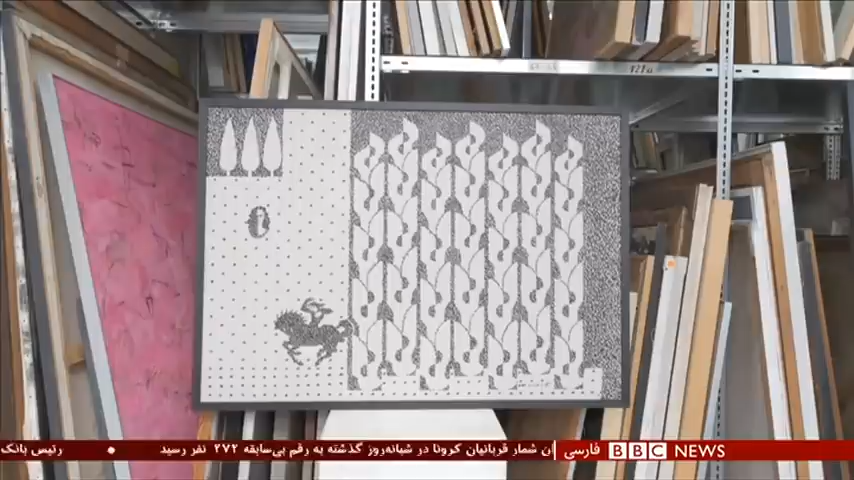 ان شمار قربانیان کرونا در شبانه‌روز گذشته به رقم بی‌سابقه ۲۷۲ نفر رسید ● رئیس بانک
BBC NEWS فارسی